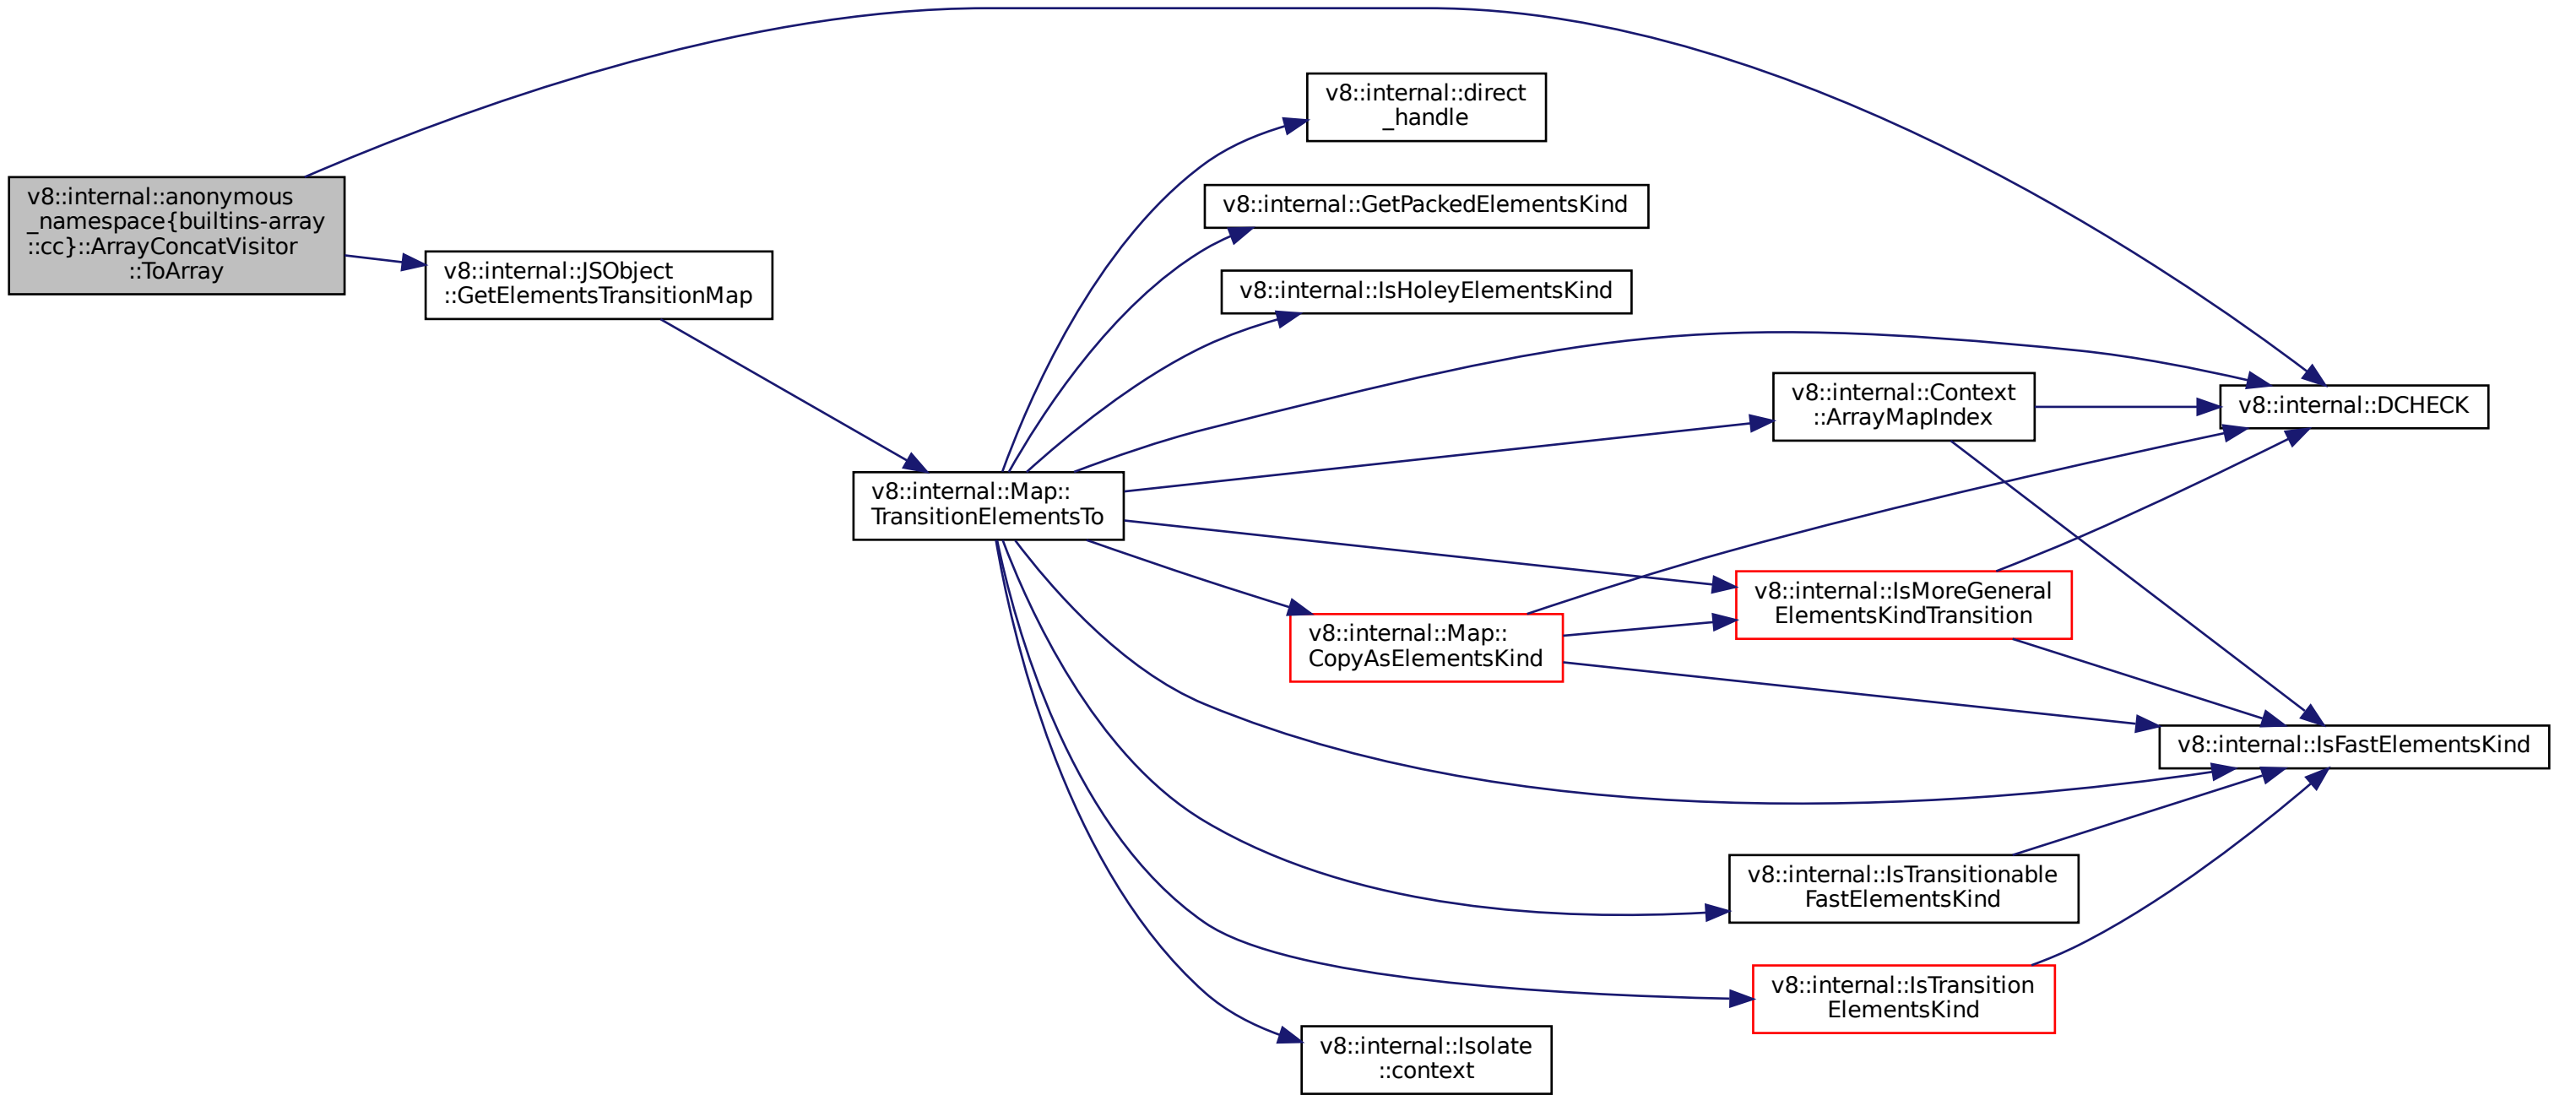 v8::internal::anonymous
_namespace{builtins-array
::cc}::ArrayConcatVisitor
::ToArray
v8::internal::JSObject
::GetElementsTransitionMap
v8::internal::Map::
TransitionElementsTo
v8::internal::direct
_handle
v8::internal::GetPackedElementsKind
v8::internal::IsHoleyElementsKind
v8::internal::Context
::ArrayMapIndex
v8::internal::DCHECK
v8::internal::IsMoreGeneral
ElementsKindTransition
v8::internal::Map::
CopyAsElementsKind
v8::internal::IsFastElementsKind
v8::internal::IsTransitionable
FastElementsKind
v8::internal::IsTransition
ElementsKind
v8::internal::Isolate
::context